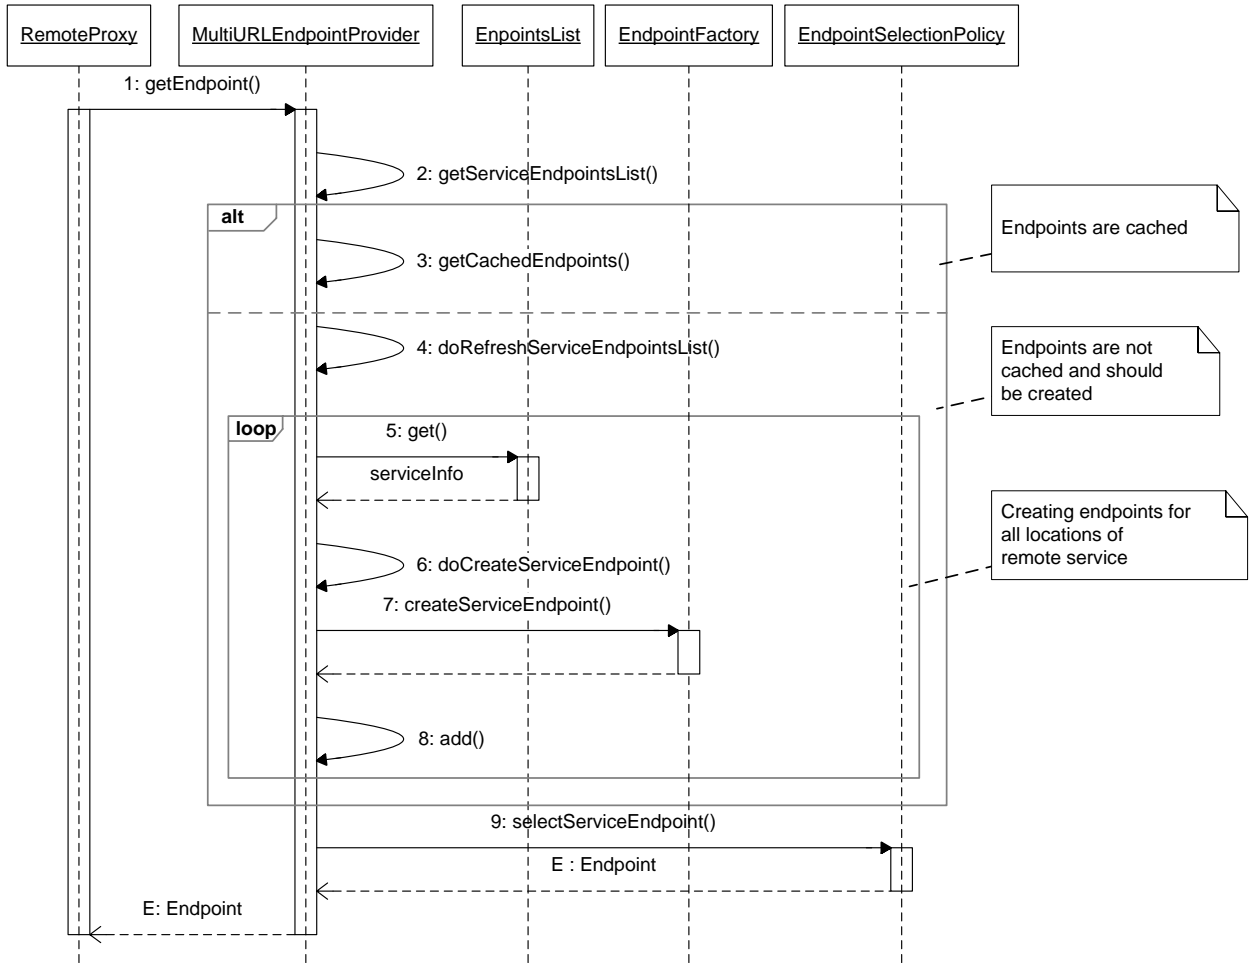 RemoteProxy
MultiURLEndpointProvider
EnpointsList
EndpointFactory
EndpointSelectionPolicy
1: getEndpoint()
2: getServiceEndpointsList()
alt
Endpoints are cached
3: getCachedEndpoints()
4: doRefreshServiceEndpointsList()
Endpoints are not
cached and should
be created
loop
5: get()
serviceInfo
Creating endpoints for
all locations of
remote service
6: doCreateServiceEndpoint()
7: createServiceEndpoint()
8: add()
9: selectServiceEndpoint()
E : Endpoint
E: Endpoint